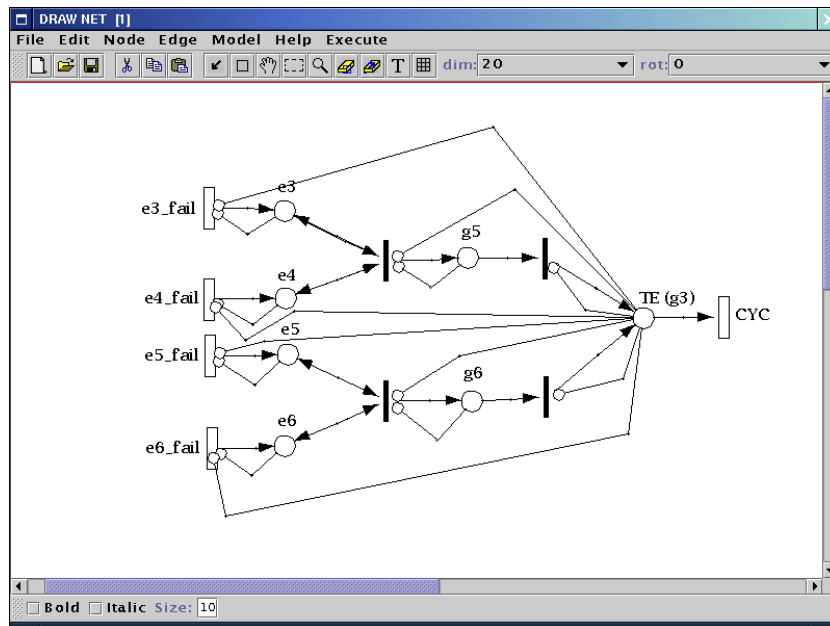 DRAW NET [1]
File Edit Node Edge Model Help Execute
T dim: 20 rot: 0
e3
e3_fail
g5
e4
e4_fail
TE (g3)
CYC
e5
e5_fail
g6
e6
e6_fail
Bold Italic Size: 10